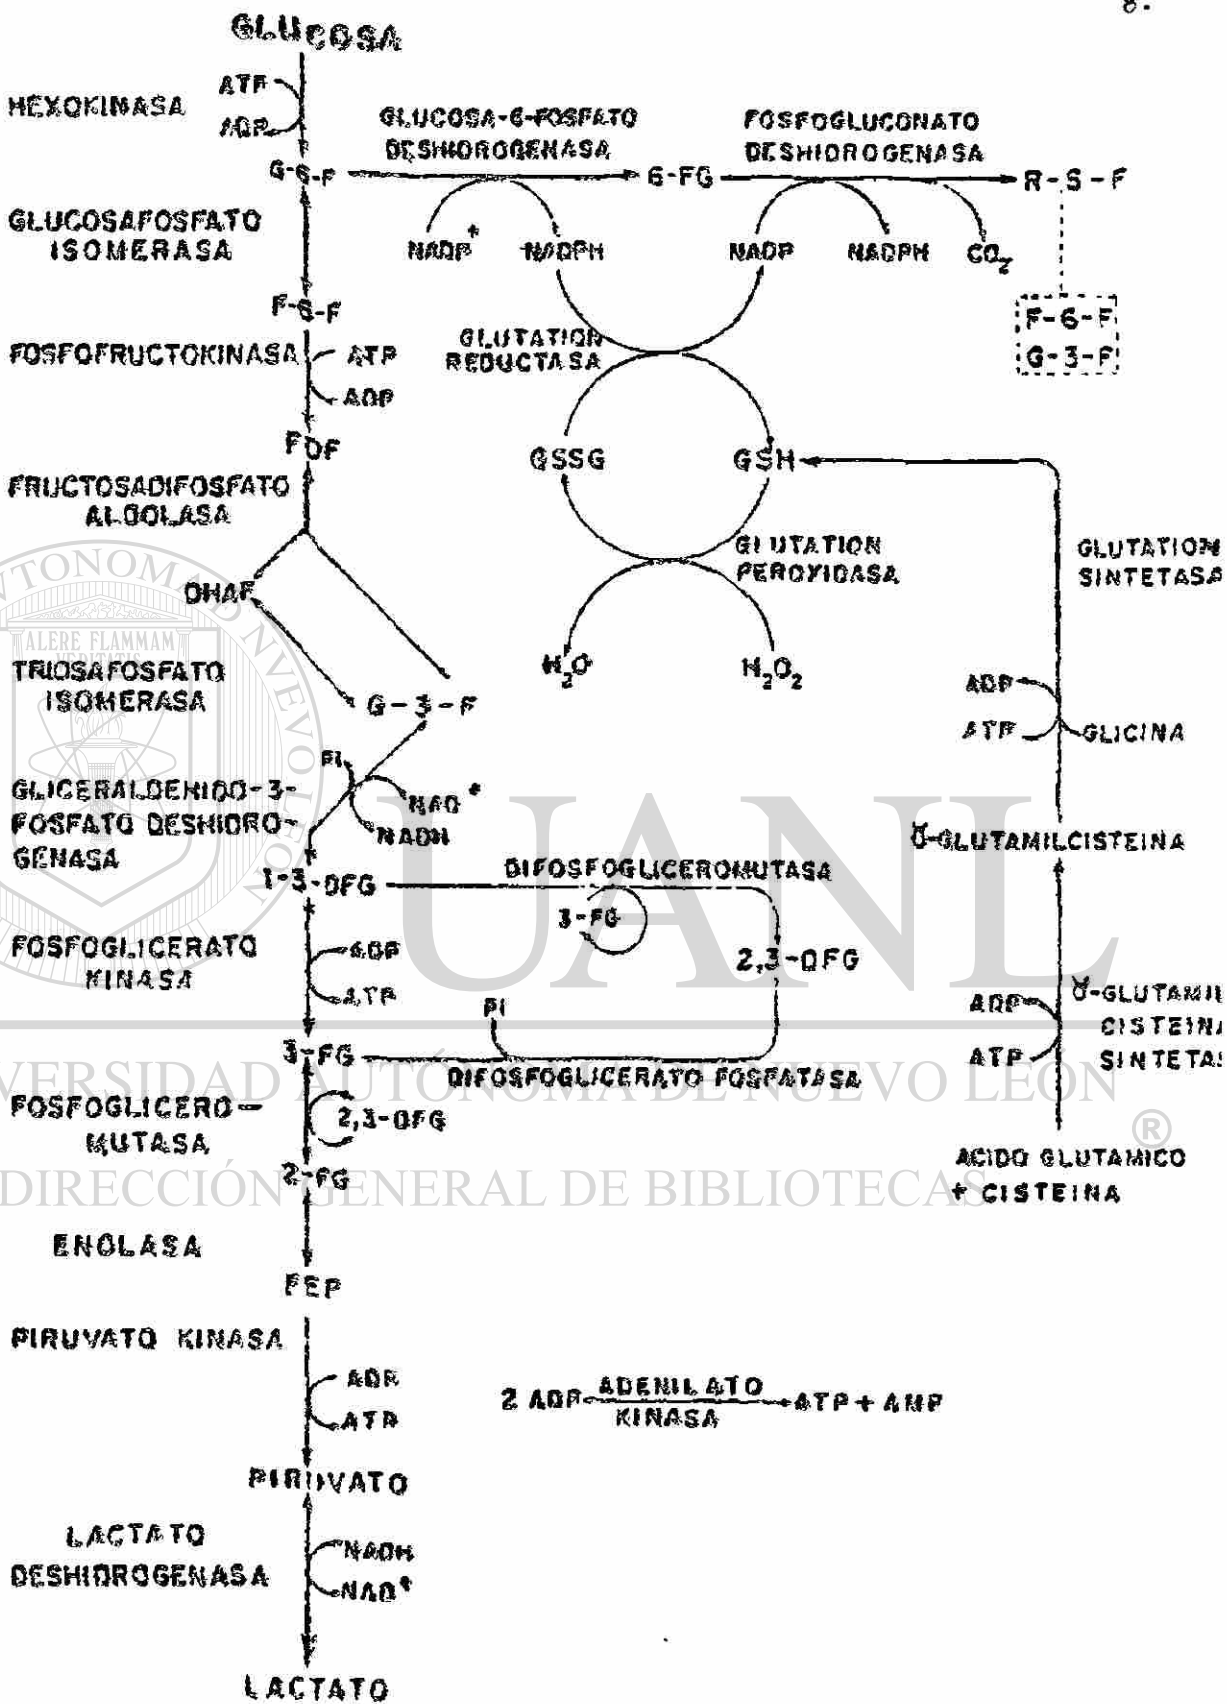 8.
GLUCOSA
HEXOKINASA
ATP
ADP
GLUCOSA-6-FOSFATO
DESHIDROGENASA
FOSFOGLUCONATO
DESHIDROGENASA
G-6-F
6-FG
R-5-F
GLUCOSAFOSFATO
ISOMERASA
NADP+
NADPH
NADP
NADPH
CO2
F-6-F
F-6-F
G-3-F
FOSFOFRUCTOKINASA
ATP
ADP
GLUTATION
REDUCTASA
FDF
GSSG
GSH
FRUCTOSADIFOSFATO
ALDOLASA
GLUTATION
PEROXIDASA
GLUTATION
SINTETASA
DHAF
ALERE FLAMMAM
VERITATIS
TRIOSAFOSFATO
ISOMERASA
H2O
H2O2
G-3-F
ADP
ATP
GLICINA
GLICERALDEHIDO-3-
FOSFATO DESHIDRO-
GENASA
Pi
NAD+
NADH
UANL
ɣ-GLUTAMILCISTEINA
1-3-DFG
DIFOSFOGLICEROMUTASA
3-FG
2,3-DFG
FOSFOGLICERATO
KINASA
ADP
ATP
Pi
ADP
ATP
ɣ-GLUTAMIL
CISTEINA
SINTETAS
3-FG
DIFOSFOGLICERATO FOSFATASA
VERSIDAD AUTÓNOMA DE NUEVO LEÓN
®
FOSFOGLICERO-
MUTASA
2,3-DFG
2-FG
DIRECCIÓN GENERAL DE BIBLIOTECAS
ACIDO GLUTAMICO
+ CISTEINA
ENOLASA
FEP
PIRUVATO KINASA
ADP
ATP
2 ADP ADENILATO ATP + AMP
KINASA
PIRUVATO
LACTATO
DESHIDROGENASA
NADH
NAD+
LACTATO